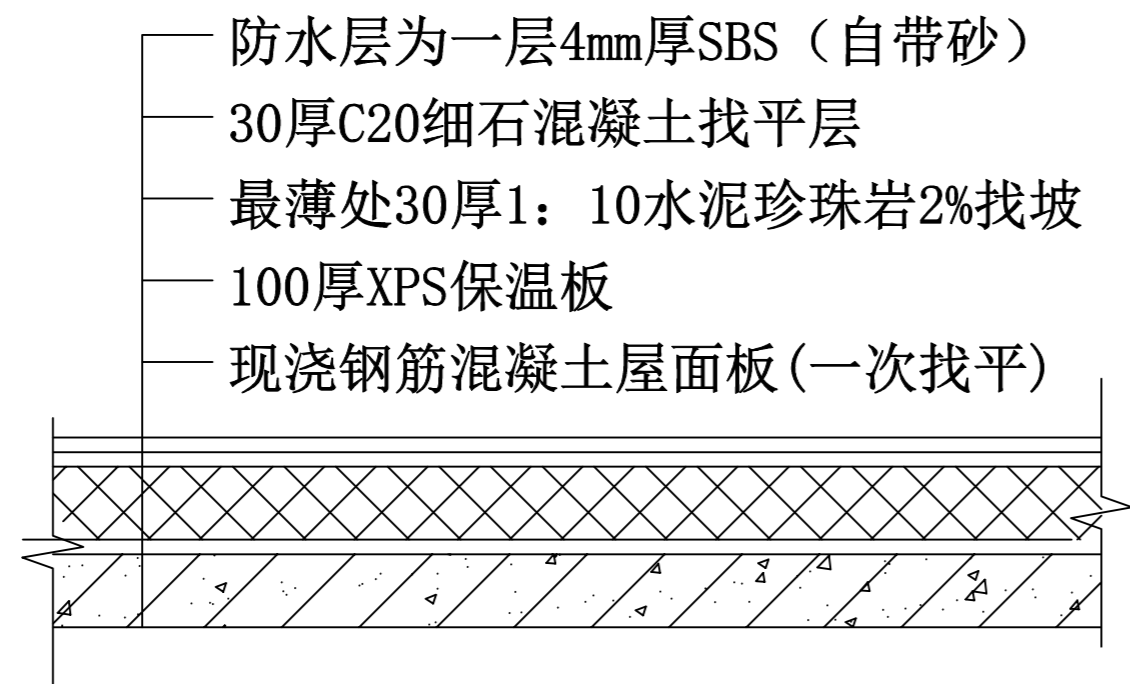 防水层为一层4mm厚SBS（自带砂）
30厚C20细石混凝土找平层
最薄处30厚1：10水泥珍珠岩2%找坡
100厚XPS保温板
现浇钢筋混凝土屋面板(一次找平)